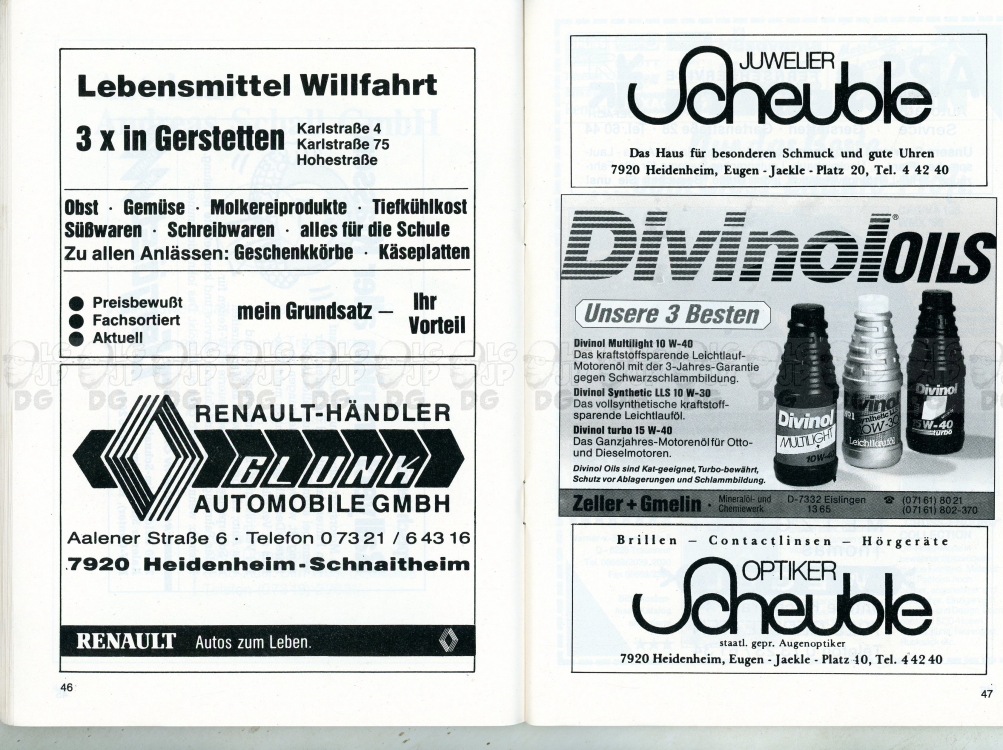 Lebensmittel Willfahrt
3 x in Gerstetten
Karlstraße 4
Karlstraße 75
Hohestraße
Obst · Gemüse · Molkereiprodukte · Tiefkühlkost
Süßwaren · Schreibwaren · alles für die Schule
Zu allen Anlässen: Geschenkkörbe · Käseplatten
● Preisbewußt
● Fachsortiert
● Aktuell
mein Grundsatz — Ihr
Vorteil
RENAULT-HÄNDLER
GLUNK
AUTOMOBILE GMBH
Aalener Straße 6 · Telefon 0 73 21 / 6 43 16
7920 Heidenheim-Schnaitheim
RENAULT Autos zum Leben.
46
JUWELIER
Scheuble
Das Haus für besonderen Schmuck und gute Uhren
7920 Heidenheim, Eugen - Jaekle - Platz 20, Tel. 4 42 40
Divinol® OILS
Unsere 3 Besten
Divinol Multilight 10 W-40
Das kraftstoffsparende Leichtlauf-
Motorenöl mit der 3-Jahres-Garantie
gegen Schwarzschlammbildung.
Divinol Synthetic LLS 10 W-30
Das vollsynthetische kraftstoff-
sparende Leichtlauföl.
Divinol turbo 15 W-40
Das Ganzjahres-Motorenöl für Otto-
und Dieselmotoren.
Divinol Oils sind Kat-geeignet, Turbo-bewährt,
Schutz vor Ablagerungen und Schlammbildung.
Divinol
MULTILIGHT
10W-40
Divinol
10W-30
Leichtlauföl
Divinol
15W-40
turbo
Zeller + Gmelin · Mineralöl- und
Chemiewerk
D-7332 Eislingen
13 65
☎ (0 71 61) 80 21
(0 71 61) 802-370
Brillen — Contactlinsen — Hörgeräte
OPTIKER
Scheuble
staatl. gepr. Augenoptiker
7920 Heidenheim, Eugen - Jaekle - Platz 10, Tel. 4 42 40
47